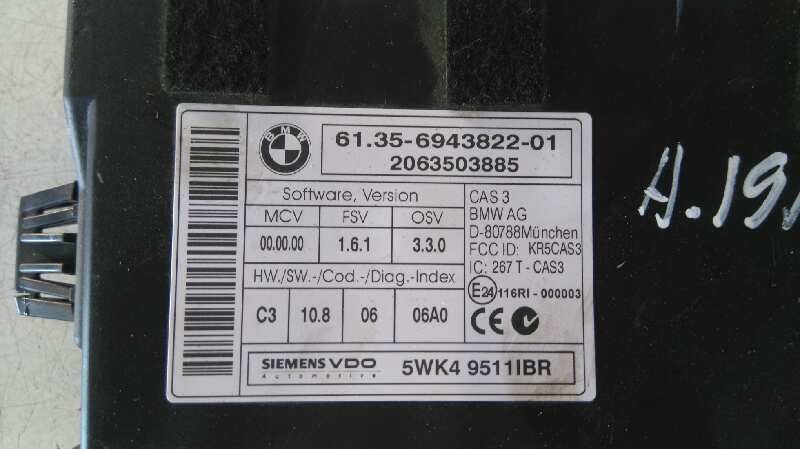 BMW
61.35-6943822-01
2063503885
Software, Version
MCV FSV OSV
00.00.00 1.6.1 3.3.0
HW./SW.-/Cod.-/Diag.-Index
C3 10.8 06 06A0
CAS 3
BMW AG
D-80788München
FCC ID: KR5CAS3
IC: 267 T - CAS3
E24 116RI - 000003
CE
SIEMENS VDO
Automotive
5WK4 9511IBR
A.19